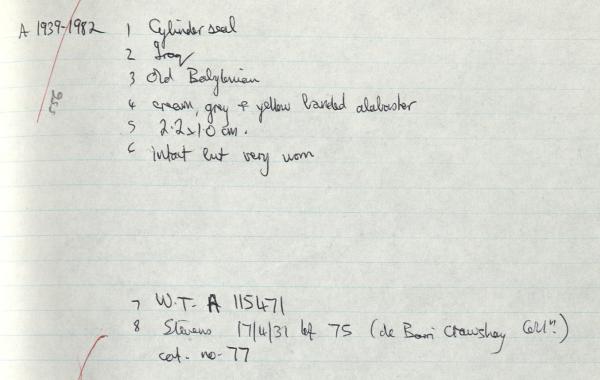 A 1939-1982 1 Cylinder seal
2 Iraq
3 Old Babylonian
4 cream, grey & yellow banded alabaster
5 2.2 x 1.0 cm.
6 intact but very worn
7 W.T- A 115471
8 Stevens 17/4/31 lot 75 (de Barri Crawshay Coll".)
cat. no- 77